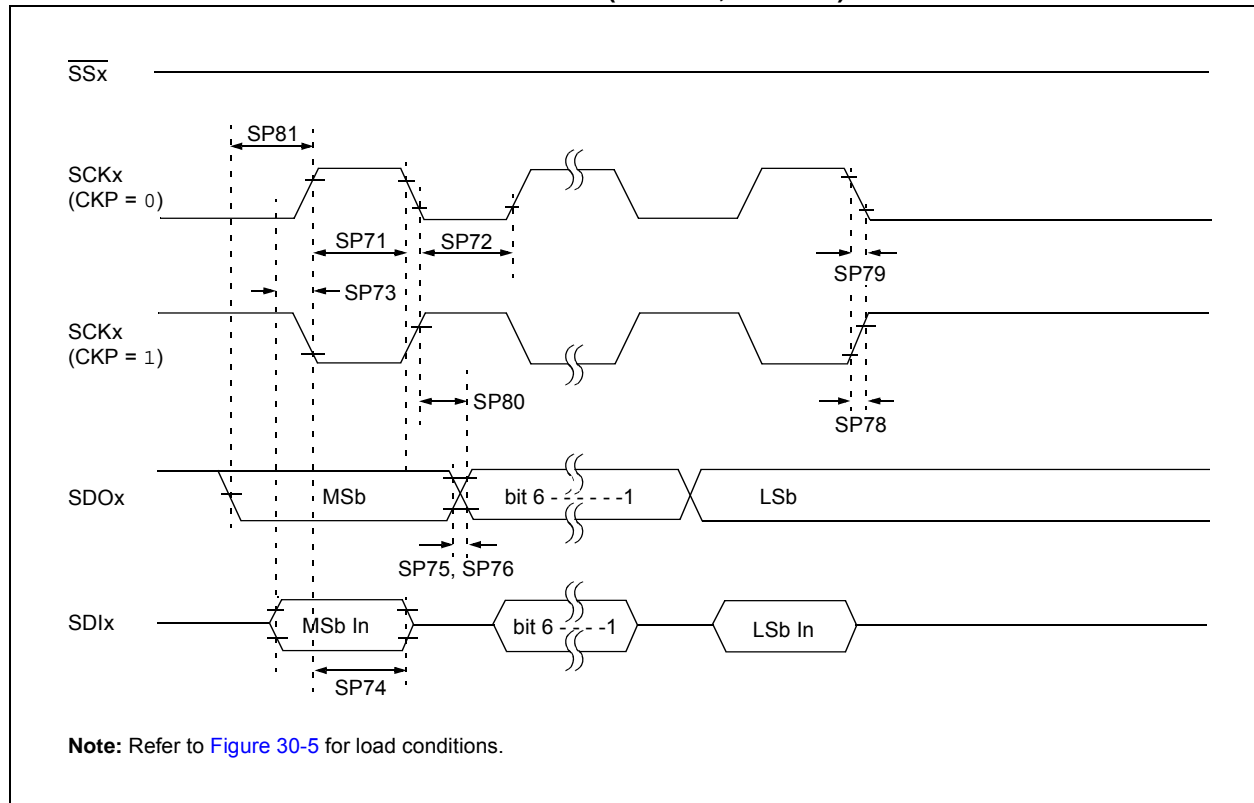 SSx
SP81
SCKx
(CKP = 0)
SP71
SP72
SP79
SP73
SCKx
(CKP = 1)
SP80
SP78
SDOx
MSb
bit 6 - - - - - - -1
LSb
SP75, SP76
SDIx
MSb In
bit 6 - - - - -1
LSb In
SP74
Note: Refer to Figure 30-5 for load conditions.